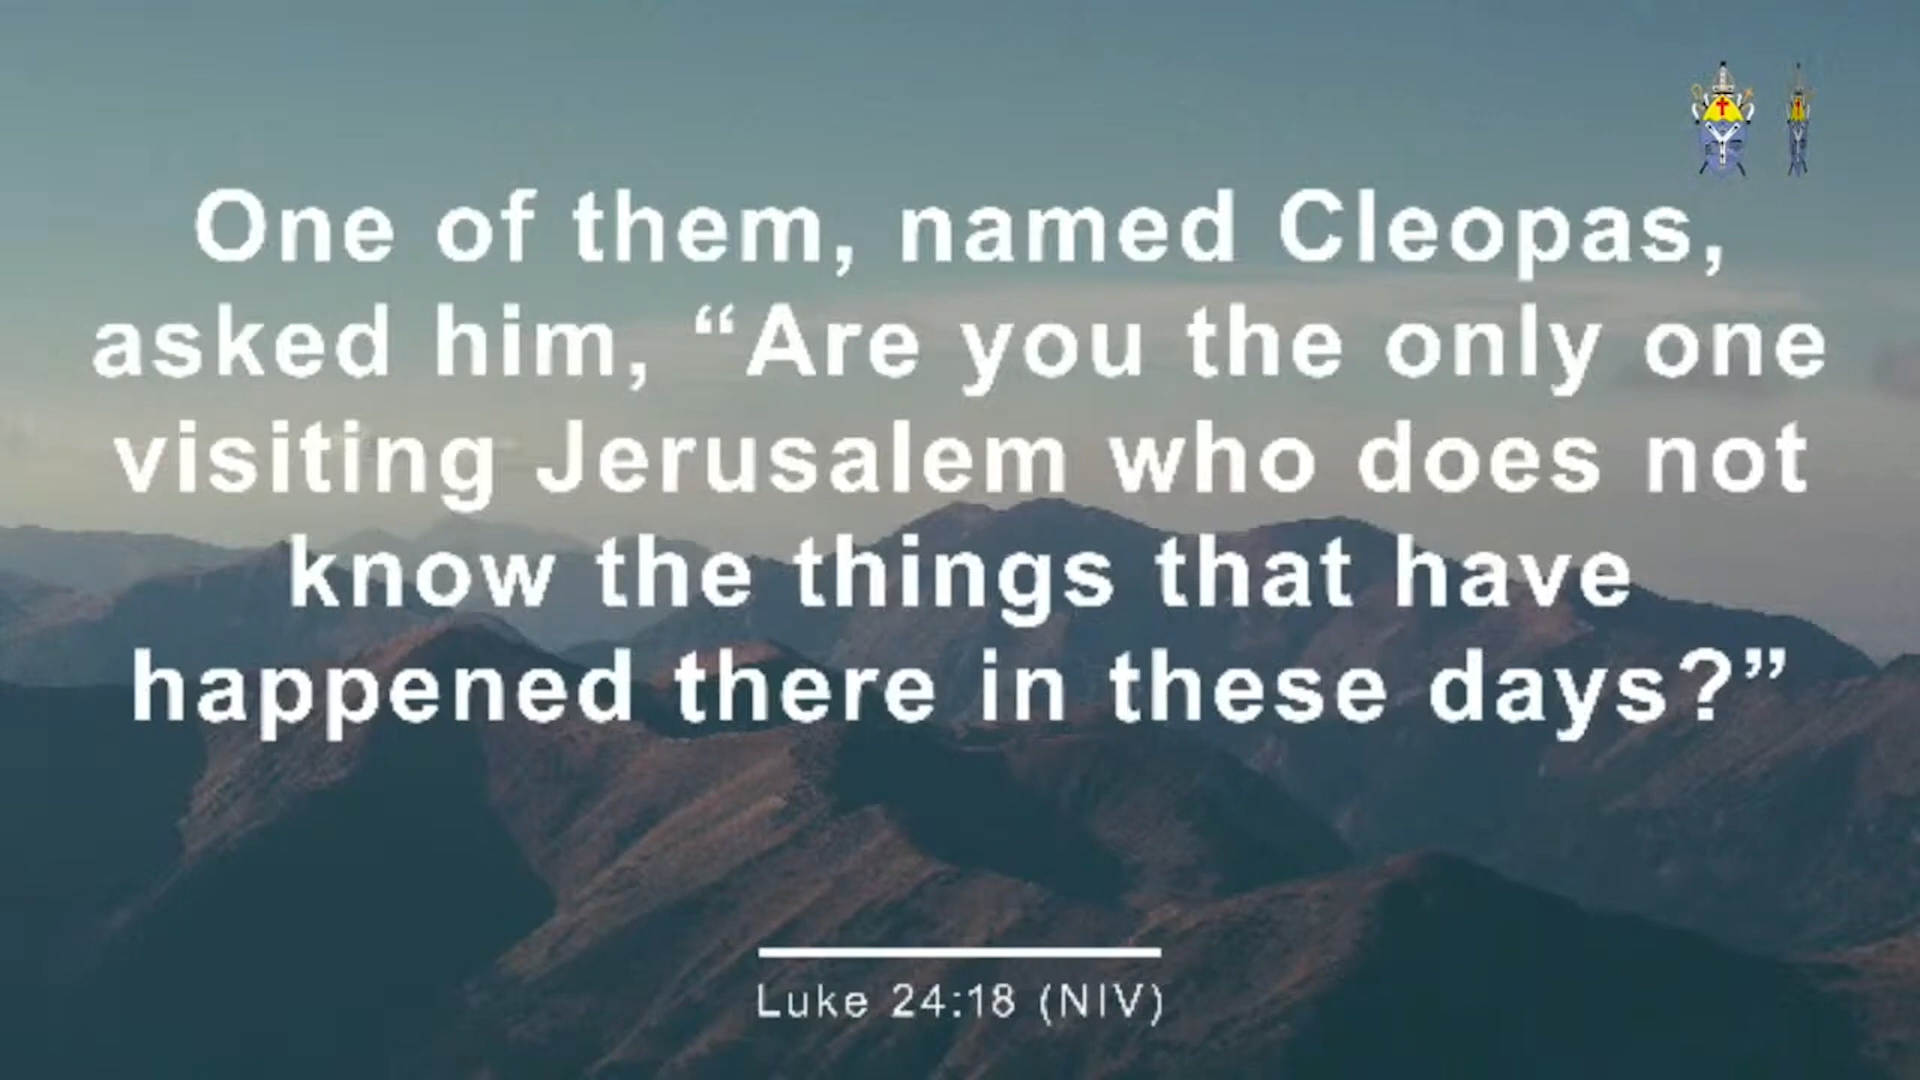 One of them, named Cleopas,
asked him, “Are you the only one
visiting Jerusalem who does not
know the things that have
happened there in these days?”
Luke 24:18 (NIV)